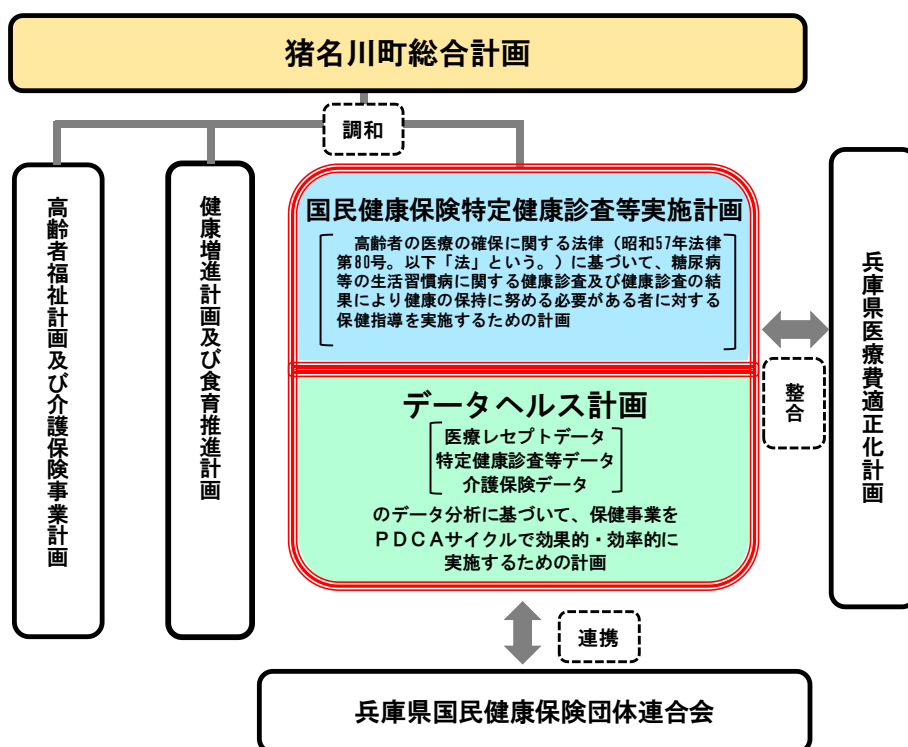 猪名川町総合計画
調和
高齢者福祉計画及び介護保険事業計画
健康増進計画及び食育推進計画
国民健康保険特定健康診査等実施計画
高齢者の医療の確保に関する法律（昭和57年法律
第80号。以下「法」という。）に基づいて、糖尿病
等の生活習慣病に関する健康診査及び健康診査の結
果により健康の保持に努める必要がある者に対する
保健指導を実施するための計画
データヘルス計画
医療レセプトデータ
特定健康診査等データ
介護保険データ
のデータ分析に基づいて、保健事業を
ＰＤＣＡサイクルで効果的・効率的に
実施するための計画
整合
兵庫県医療費適正化計画
連携
兵庫県国民健康保険団体連合会